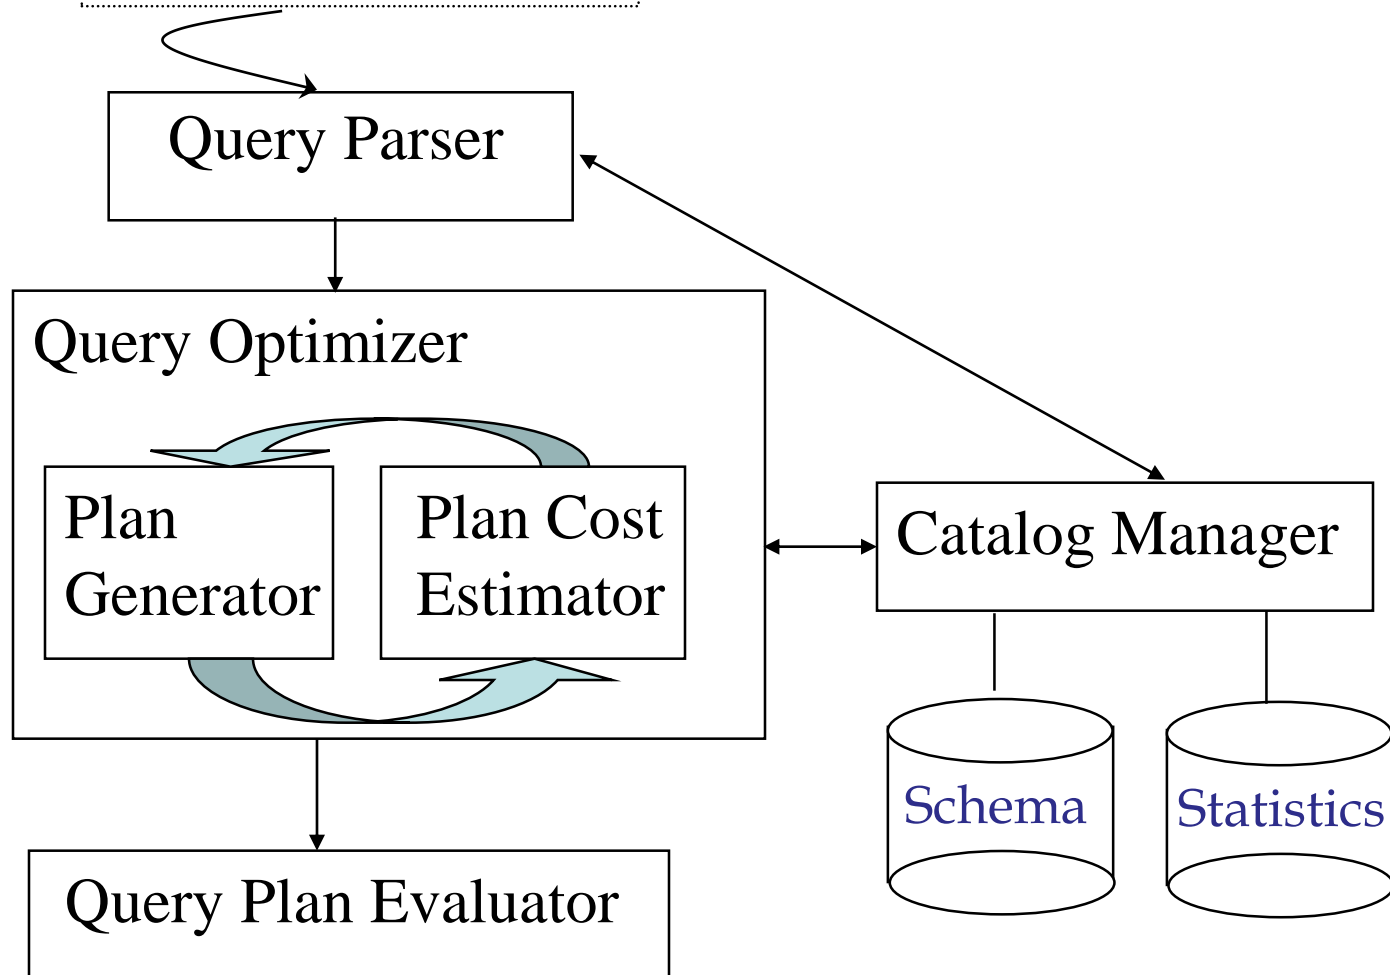 Query Parser
Query Optimizer
Plan
Generator
Plan Cost
Estimator
Catalog Manager
Schema
Statistics
Query Plan Evaluator